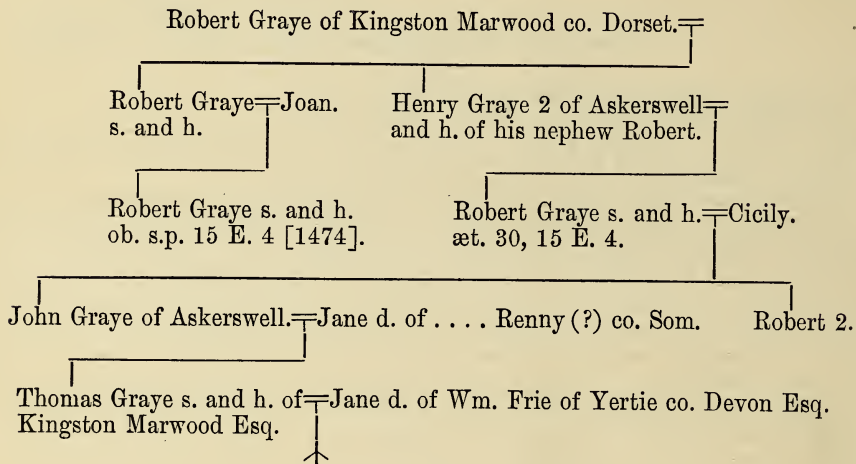 Robert Graye of Kingston Marwood co. Dorset.
Robert Graye Joan.
s. and h.
Henry Graye 2 of Askerswell
and h. of his nephew Robert.
Robert Graye s. and h.
ob. s.p. 15 E. 4 [1474].
Robert Graye s. and h. Cicily.
æt. 30, 15 E. 4.
John Graye of Askerswell. Jane d. of .... Renny (?) co. Som. Robert 2.
Thomas Graye s. and h. of Jane d. of Wm. Frie of Yertie co. Devon Esq.
Kingston Marwood Esq.